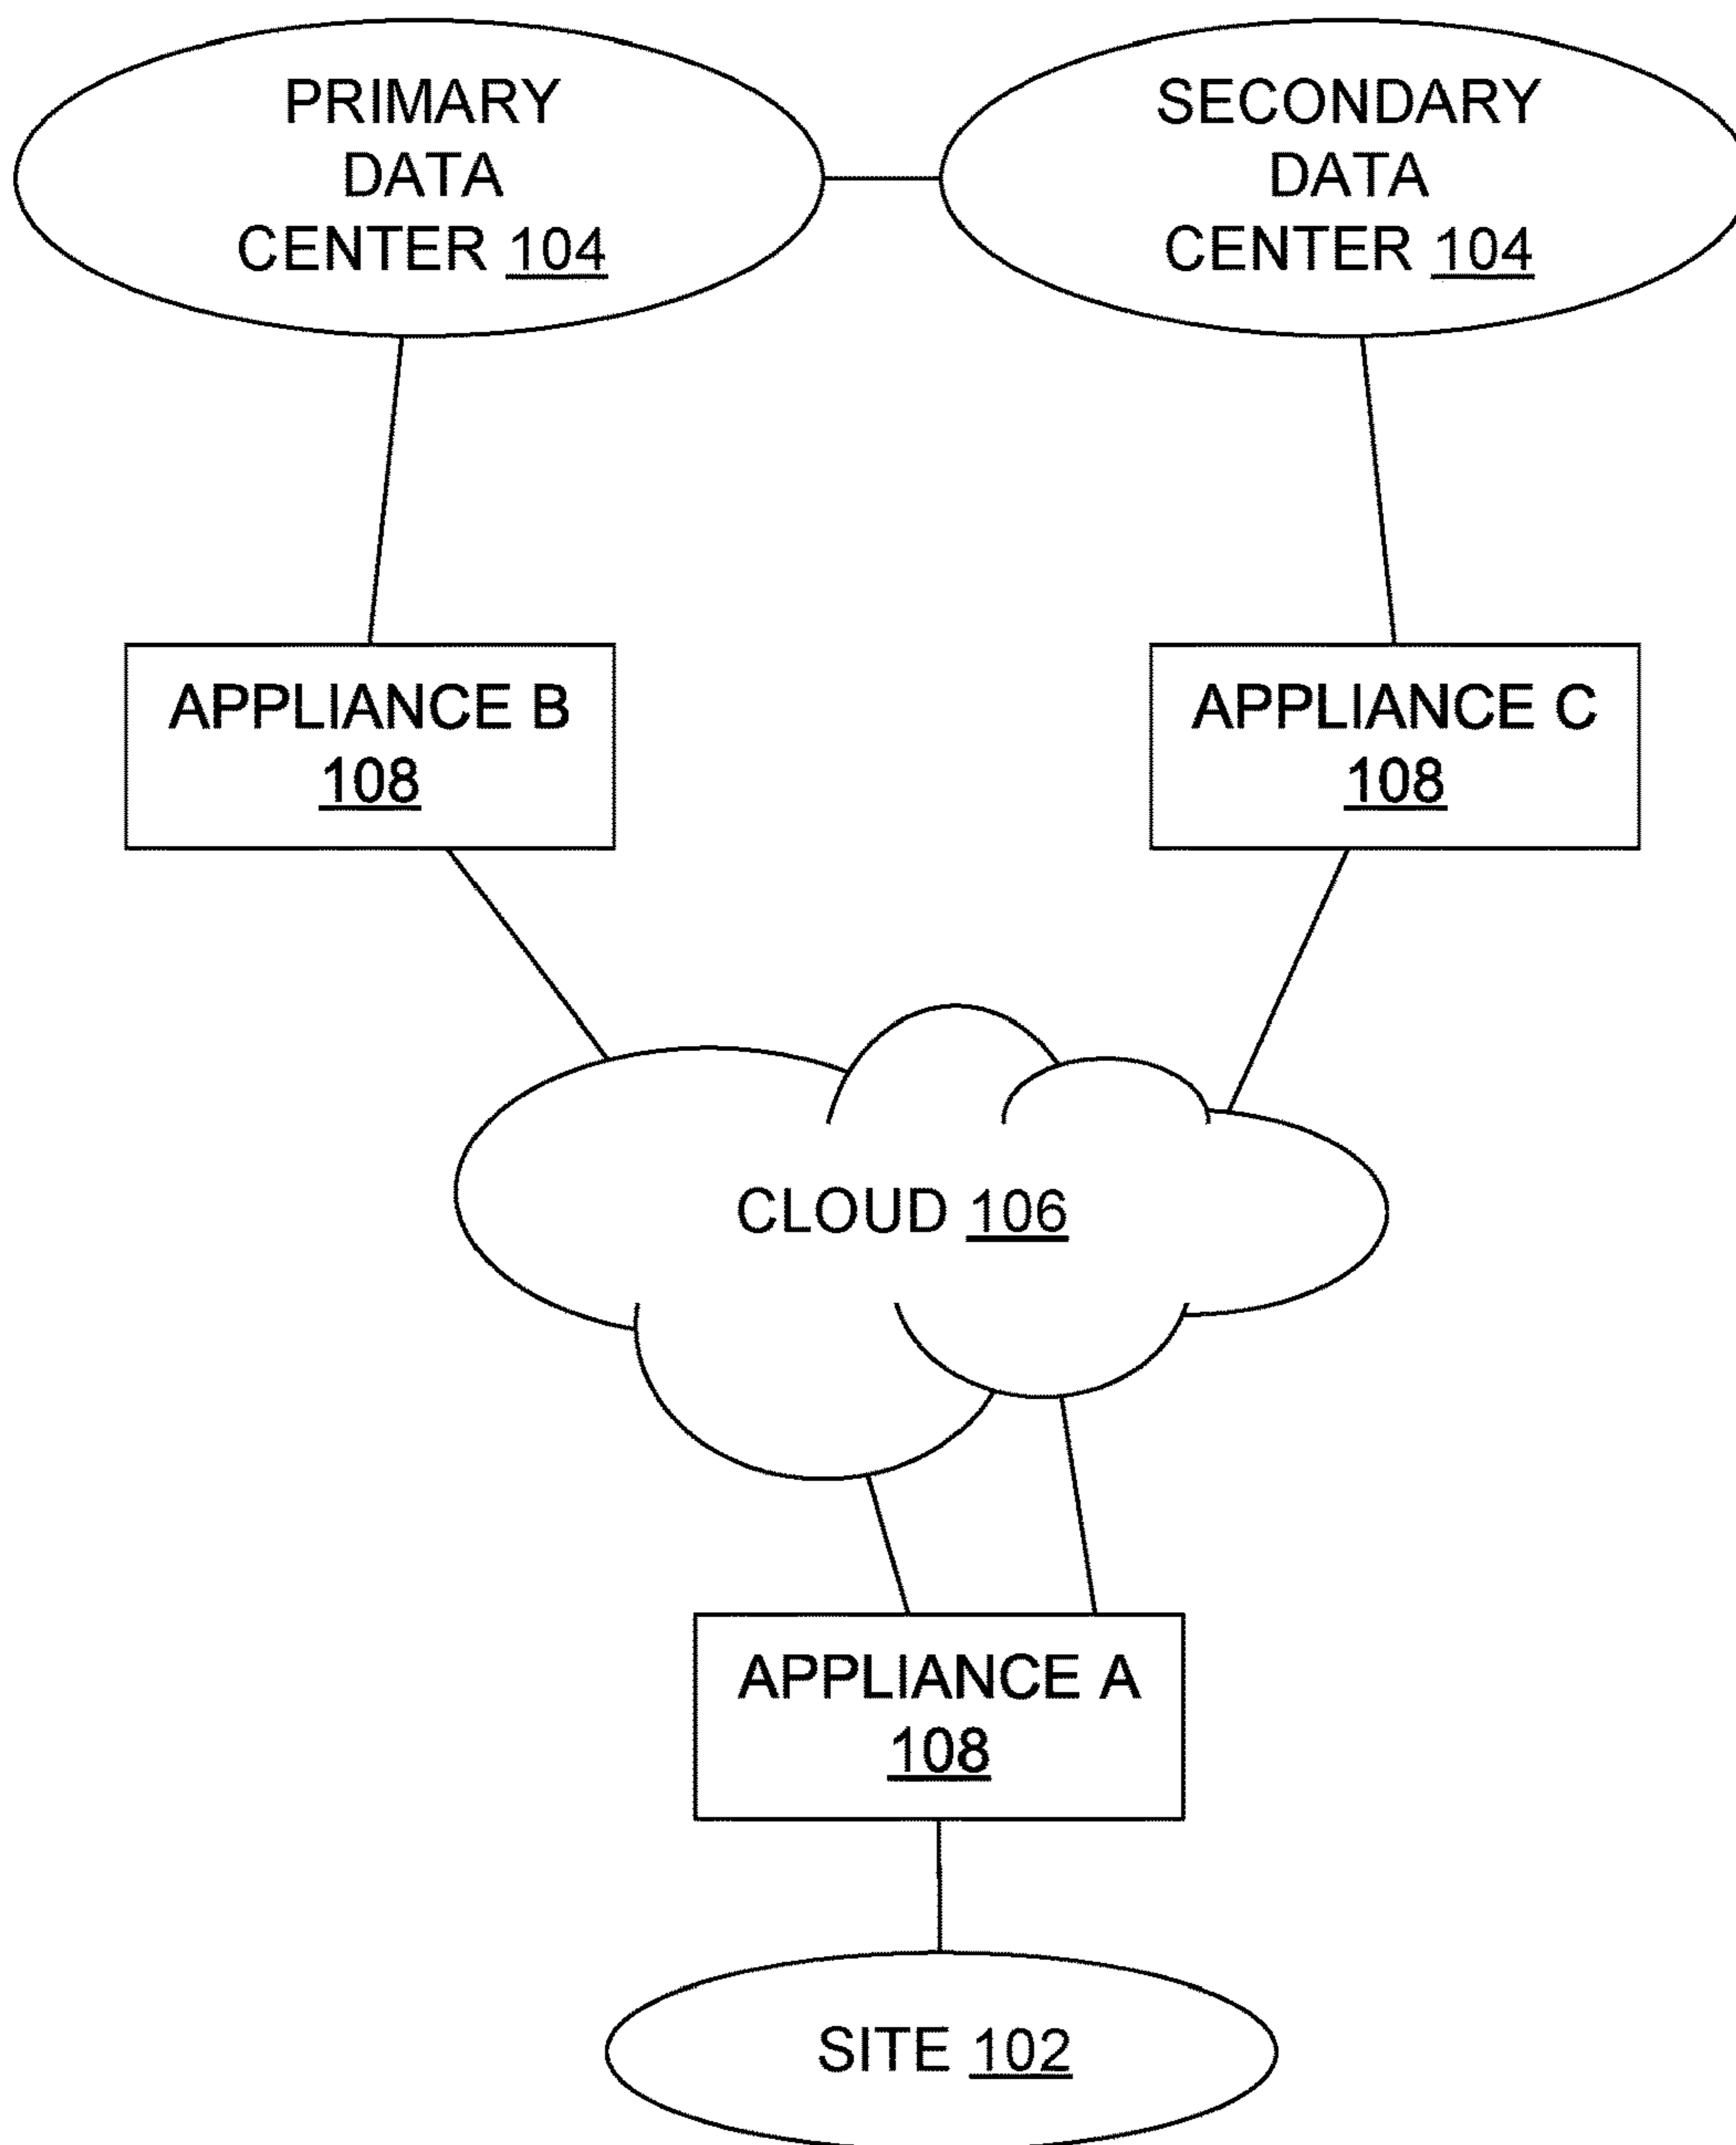 PRIMARY
DATA
CENTER 104
SECONDARY
DATA
CENTER 104
APPLIANCE B
108
APPLIANCE C
108
CLOUD 106
APPLIANCE A
108
SITE 102